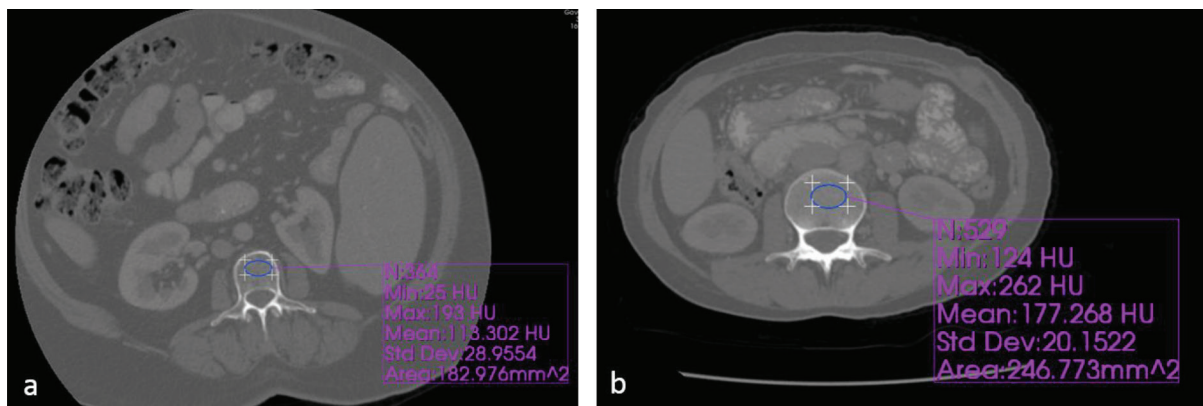 N:364
Min:25 HU
Max:193 HU
Mean:113.302 HU
Std Dev:28.9554
Area:182.976mm^2
a
N:529
Min:124 HU
Max:262 HU
Mean:177.268 HU
Std Dev:20.1522
Area:246.773mm^2
b